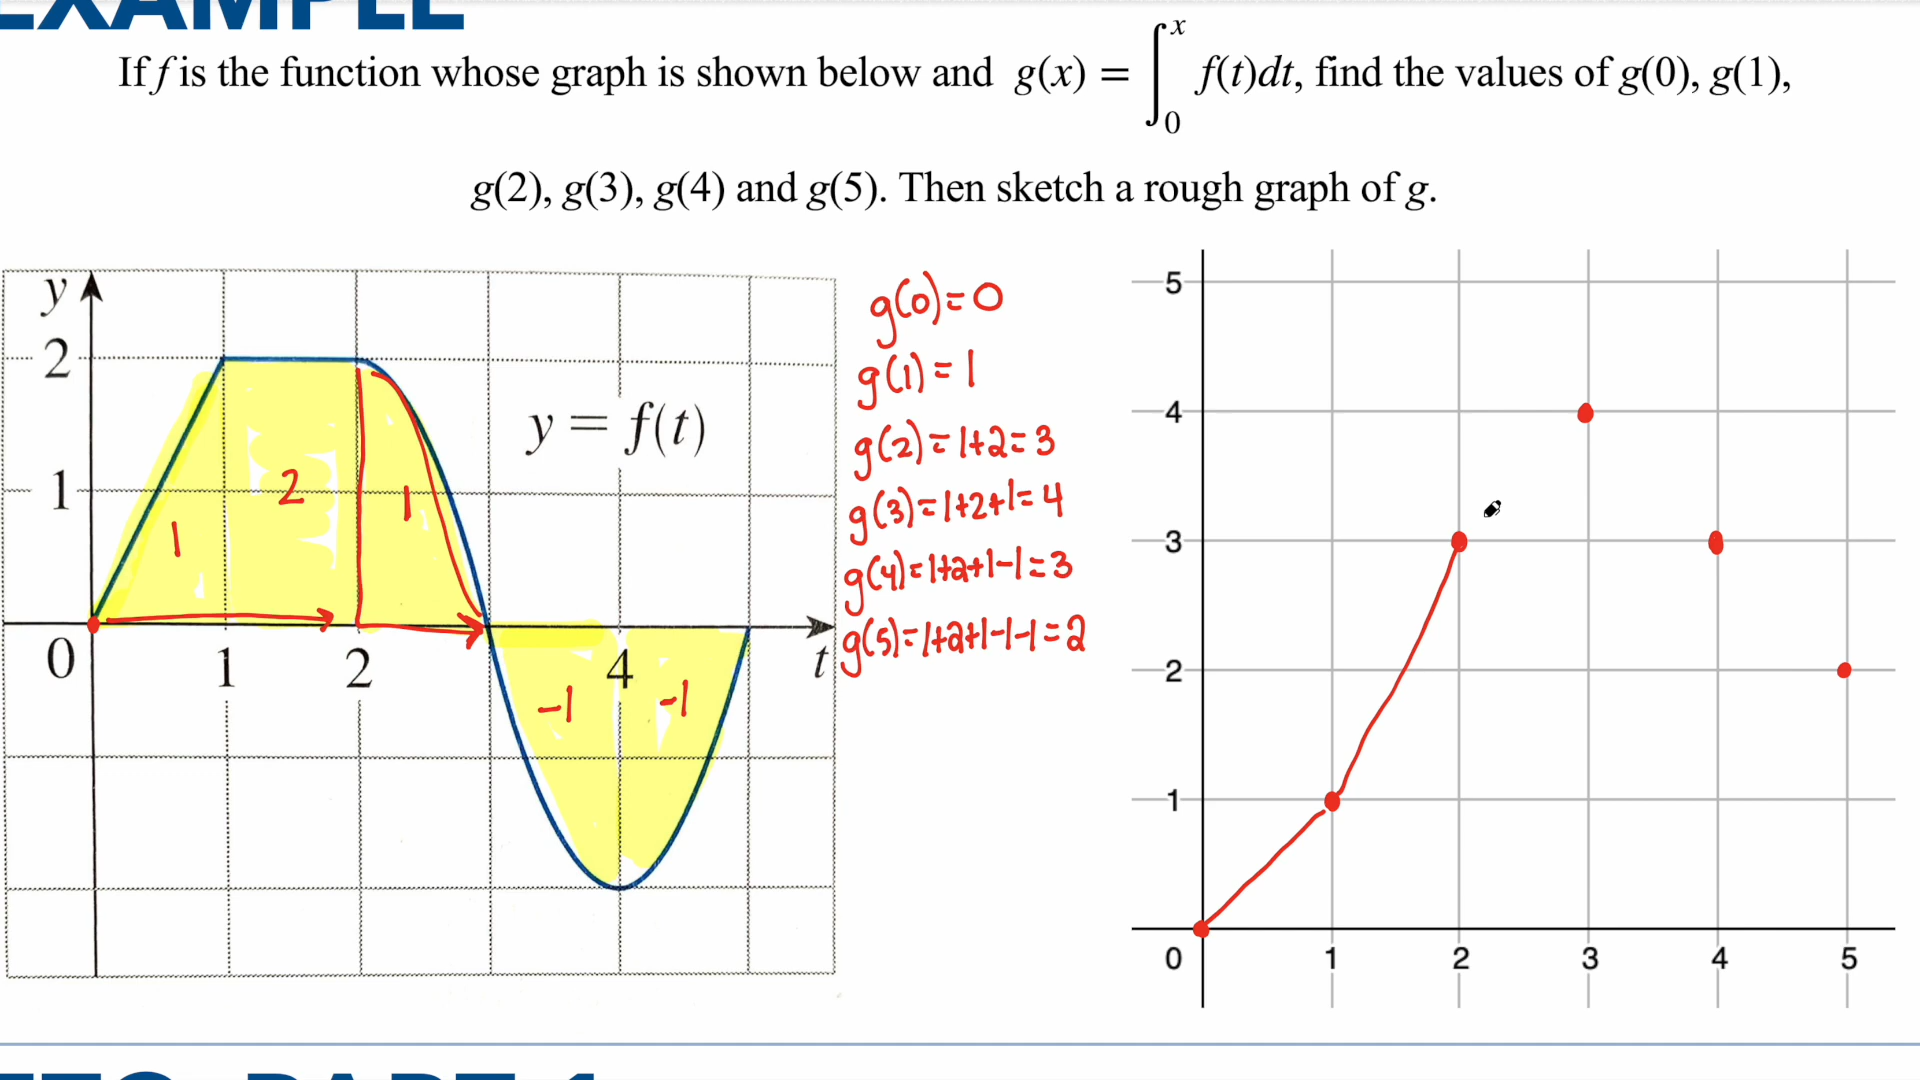 EXAMPLE
If f is the function whose graph is shown below and g(x) = ∫₀ˣ f(t)dt, find the values of g(0), g(1),
g(2), g(3), g(4) and g(5). Then sketch a rough graph of g.
y
2
1
0
1
2
4
t
y = f(t)
1
2
1
-1
-1
g(0)=0
g(1)=1
g(2)=1+2=3
g(3)=1+2+1=4
g(4)=1+2+1-1=3
g(5)=1+2+1-1-1=2
5
4
3
2
1
0
1
2
3
4
5
FTC, PART 1